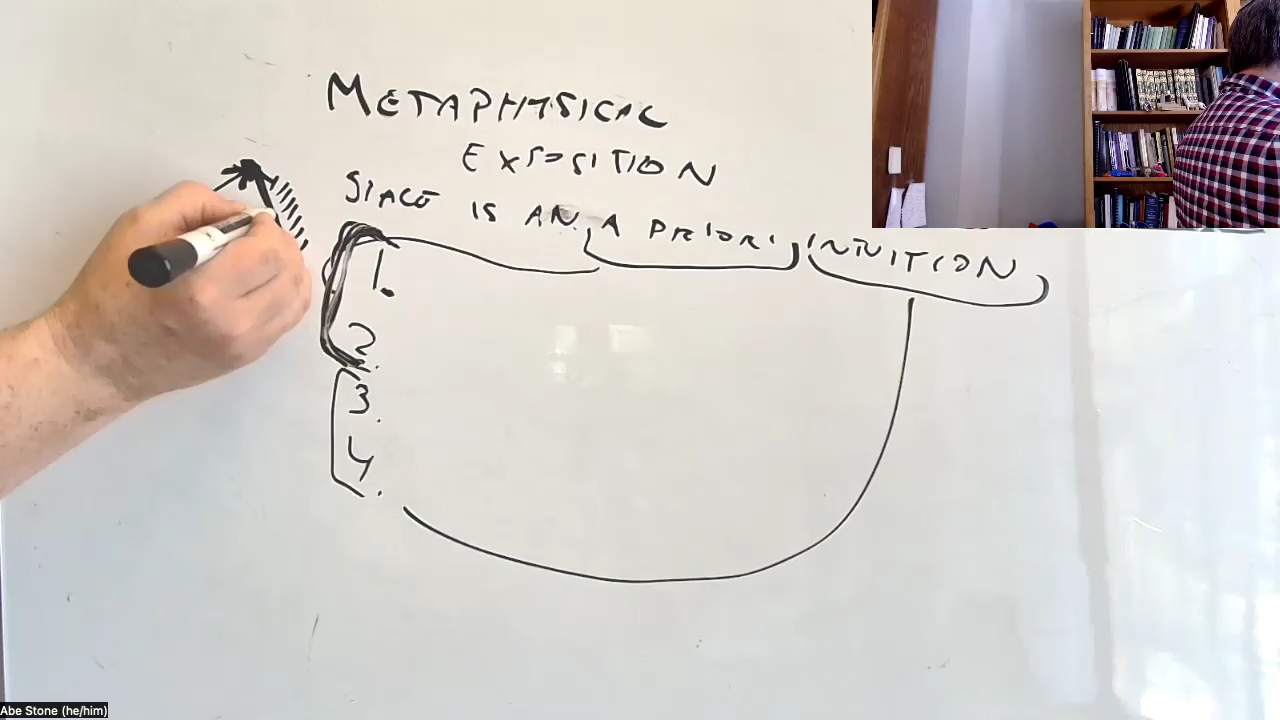 METAPHYSICAL
EXPOSITION
SPACE IS AN A PRIORI INTUITION
1.
2.
3.
4.
Abe Stone (he/him)